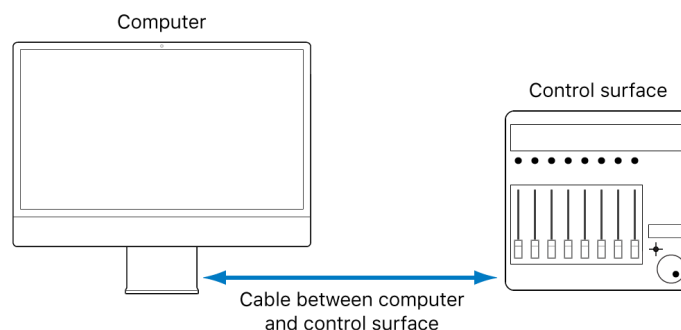 Computer
Control surface
Cable between computer
and control surface